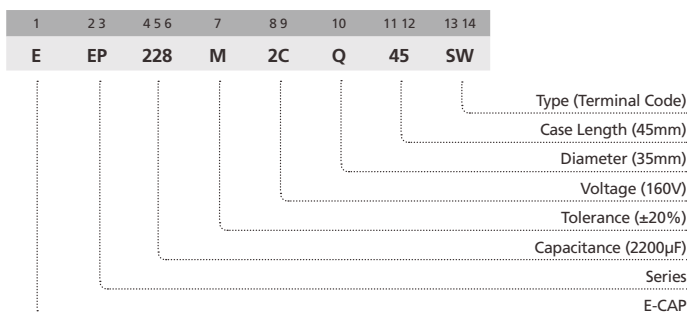 1 2 3 4 5 6 7 8 9 10 11 12 13 14
E EP 228 M 2C Q 45 SW
Type (Terminal Code)
Case Length (45mm)
Diameter (35mm)
Voltage (160V)
Tolerance (±20%)
Capacitance (2200µF)
Series
E-CAP